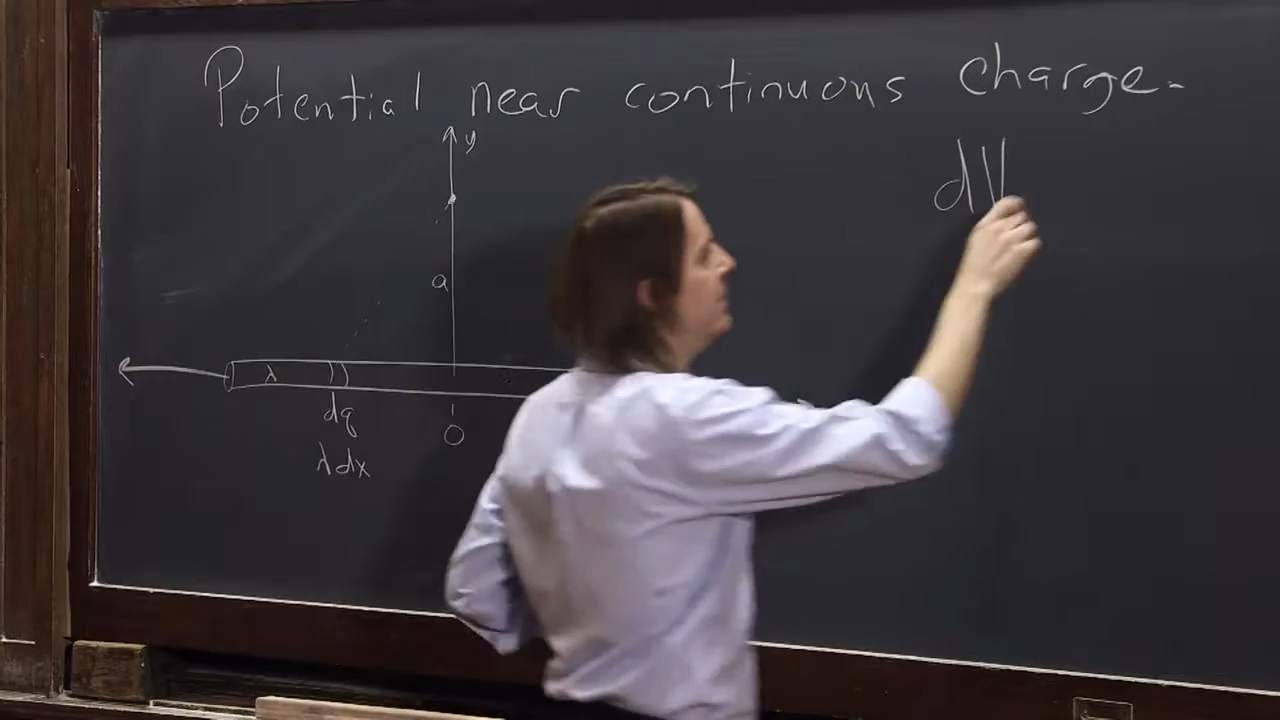 Potential near continuous charge.
y
dV
a
λ
dq
0
λdx